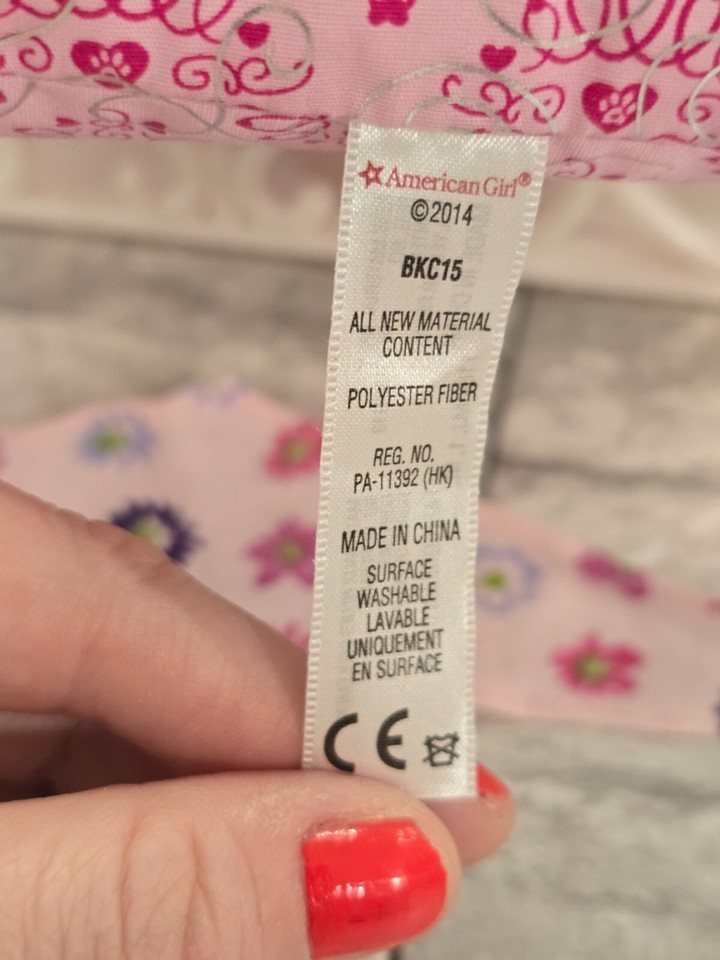 American Girl®
©2014
BKC15
ALL NEW MATERIAL
CONTENT
POLYESTER FIBER
REG. NO.
PA-11392 (HK)
MADE IN CHINA
SURFACE
WASHABLE
LAVABLE
UNIQUEMENT
EN SURFACE
CE